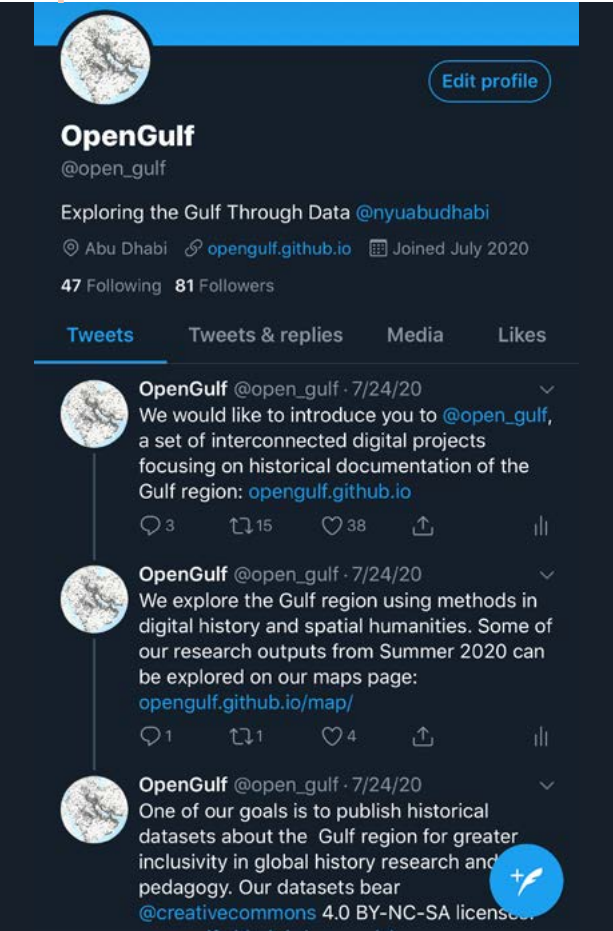 Edit profile
OpenGulf
@open_gulf
Exploring the Gulf Through Data @nyuabudhabi
Abu Dhabi opengulf.github.io Joined July 2020
47 Following 81 Followers
Tweets Tweets & replies Media Likes
OpenGulf @open_gulf · 7/24/20
We would like to introduce you to @open_gulf,
a set of interconnected digital projects
focusing on historical documentation of the
Gulf region: opengulf.github.io
3 15 38
OpenGulf @open_gulf · 7/24/20
We explore the Gulf region using methods in
digital history and spatial humanities. Some of
our research outputs from Summer 2020 can
be explored on our maps page:
opengulf.github.io/map/
1 1 4
OpenGulf @open_gulf · 7/24/20
One of our goals is to publish historical
datasets about the Gulf region for greater
inclusivity in global history research and
pedagogy. Our datasets bear
@creativecommons 4.0 BY-NC-SA licenses.